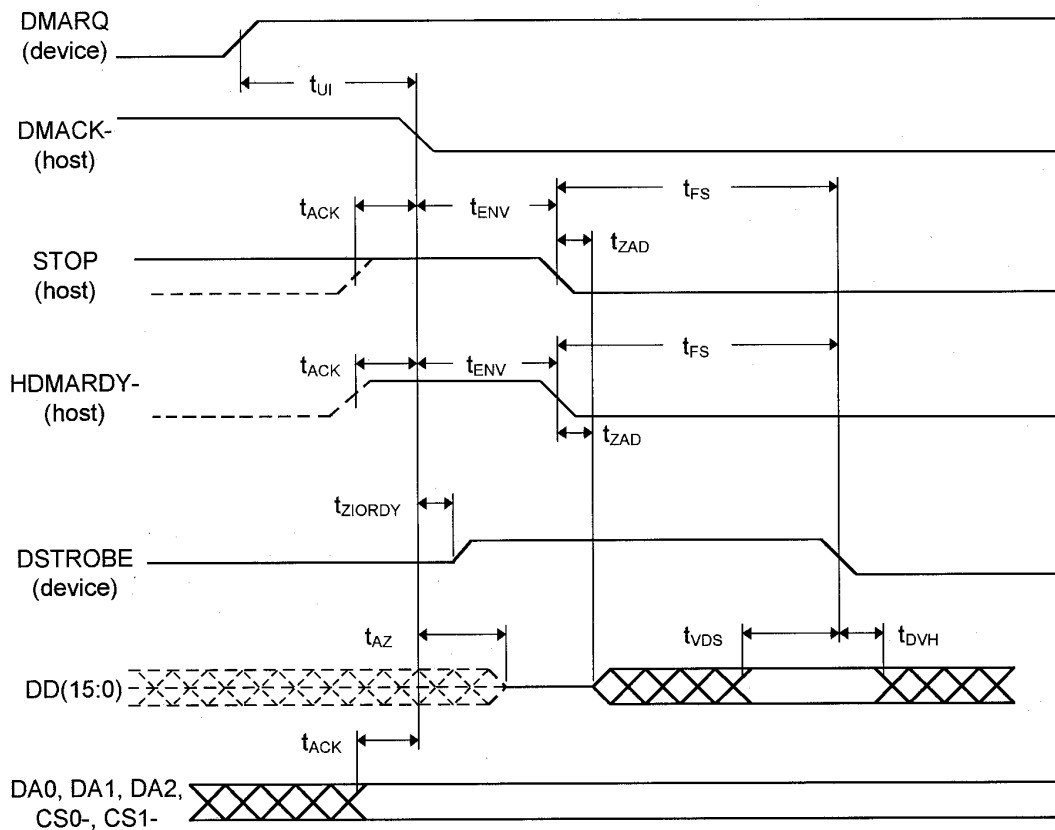 DMARQ
(device)
tUI
DMACK-
(host)
tACK
tENV
tFS
tZAD
STOP
(host)
tACK
tENV
tFS
HDMARDY-
(host)
tZAD
tZIORDY
DSTROBE
(device)
tAZ
tVDS
tDVH
DD(15:0)
tACK
DA0, DA1, DA2,
CS0-, CS1-